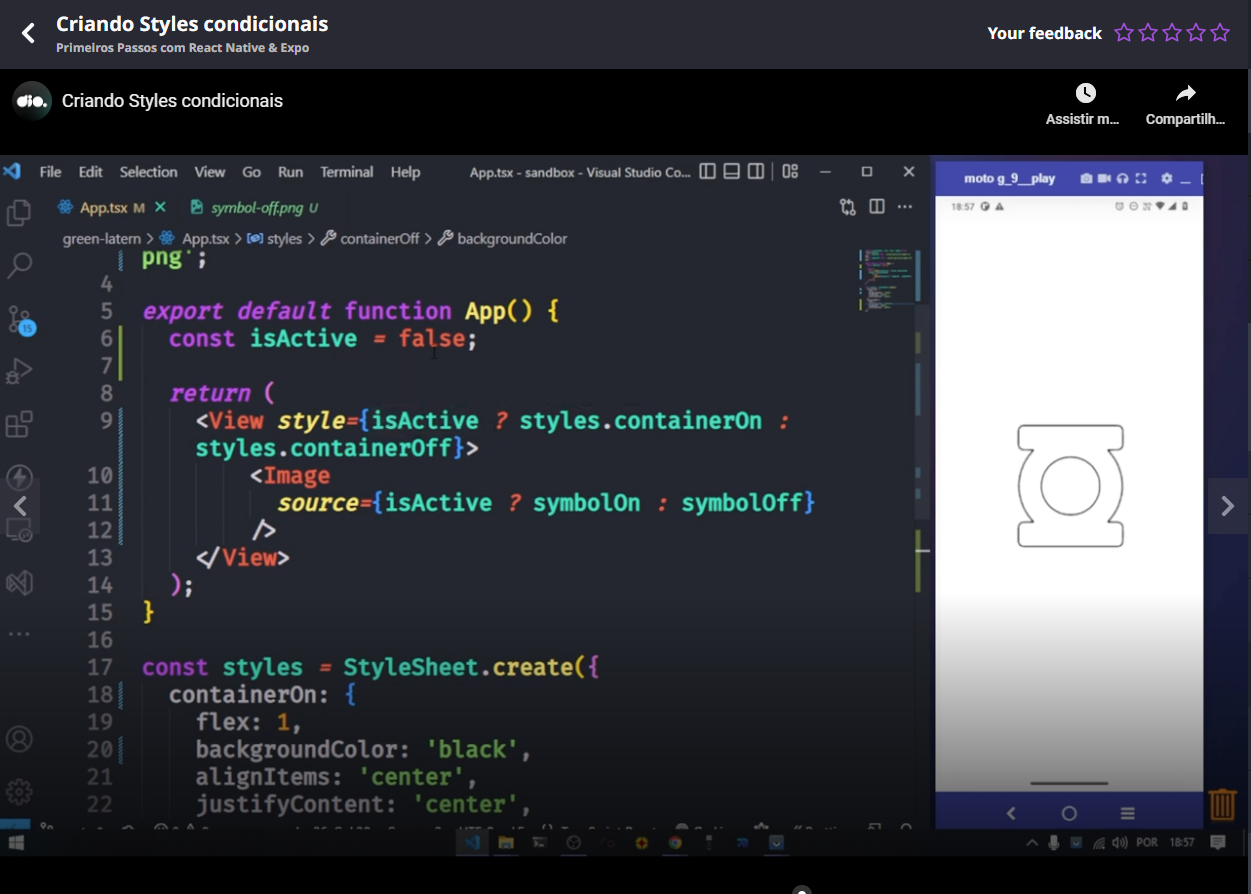 Criando Styles condicionais
Primeiros Passos com React Native & Expo
Your feedback
dio.
Criando Styles condicionais
Assistir m...
Compartilh...
File Edit Selection View Go Run Terminal Help
App.tsx - sandbox - Visual Studio Co...
App.tsx M
symbol-off.png U
green-latern > App.tsx > styles > containerOff > backgroundColor
png';
4
5 export default function App() {
6 const isActive = false;
7
8 return (
9 <View style={isActive ? styles.containerOn :
styles.containerOff}>
10 <Image
11 source={isActive ? symbolOn : symbolOff}
12 />
13 </View>
14 );
15 }
16
17 const styles = StyleSheet.create({
18 containerOn: {
19 flex: 1,
20 backgroundColor: 'black',
21 alignItems: 'center',
22 justifyContent: 'center',
15
moto g_9__play
18:57
POR 18:57